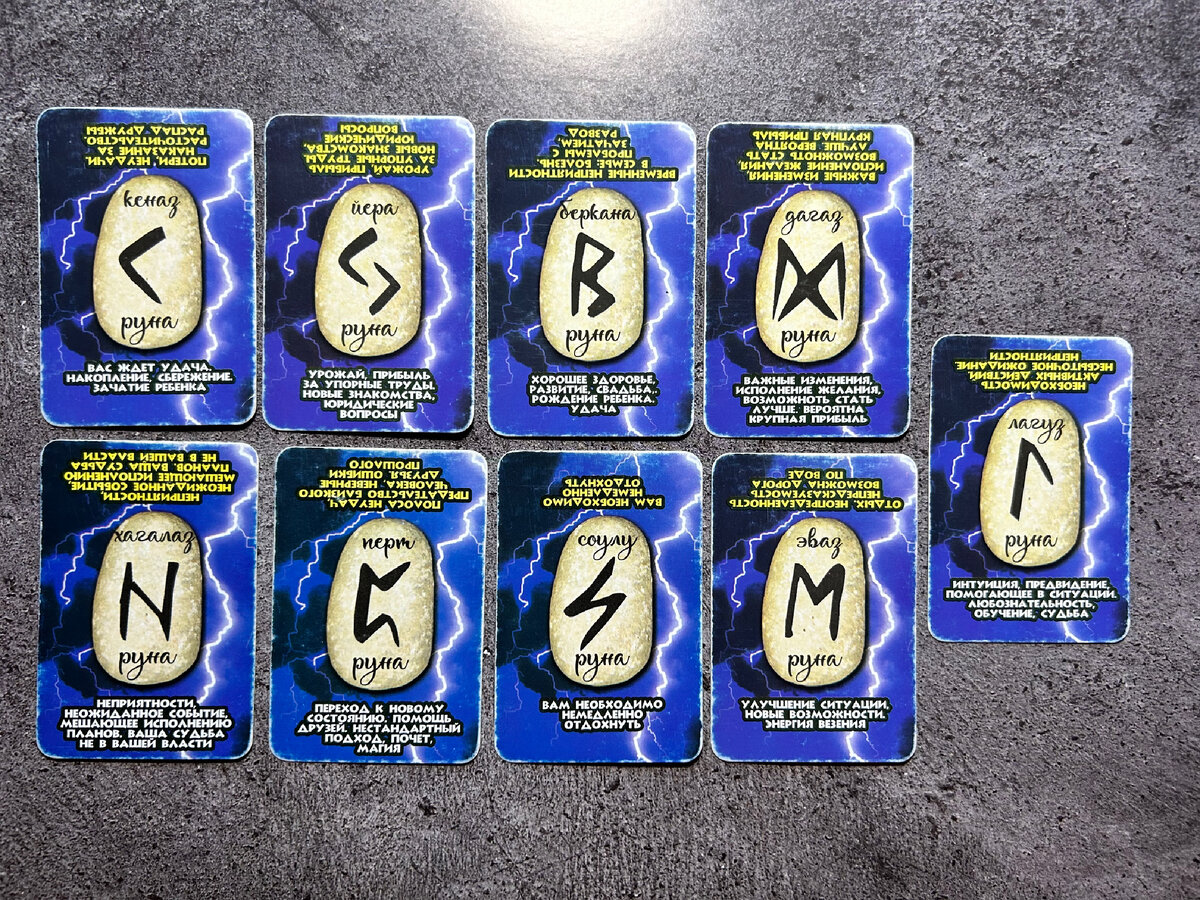 ПОТЕРИ, НЕУДАЧИ,
НАКАЗАНИЕ ЗА
РАСТОЧИТЕЛЬСТВО.
РАСПАД ДРУЖБЫ
кеназ
руна
ВАС ЖДЕТ УДАЧА,
НАКОПЛЕНИЕ, СБЕРЕЖЕНИЕ.
ЗАЧАТИЕ РЕБЕНКА
УРОЖАЙ, ПРИБЫЛЬ
ЗА УПОРНЫЕ ТРУДЫ,
НОВЫЕ ЗНАКОМСТВА,
ЮРИДИЧЕСКИЕ
ВОПРОСЫ
йера
руна
УРОЖАЙ, ПРИБЫЛЬ
ЗА УПОРНЫЕ ТРУДЫ,
НОВЫЕ ЗНАКОМСТВА,
ЮРИДИЧЕСКИЕ
ВОПРОСЫ
ВРЕМЕННЫЕ НЕПРИЯТНОСТИ
В СЕМЬЕ. БОЛЕЗНЬ,
ПРОБЛЕМЫ С
ЗАЧАТИЕМ,
РАЗВОД
беркана
руна
ХОРОШЕЕ ЗДОРОВЬЕ,
РАЗВИТИЕ, СВАДЬБА,
РОЖДЕНИЕ РЕБЕНКА.
УДАЧА
ВАЖНЫЕ ИЗМЕНЕНИЯ,
ИСПОЛНЕНИЕ ЖЕЛАНИЯ,
ВОЗМОЖНОТЬ СТАТЬ
ЛУЧШЕ. ВЕРОЯТНА
КРУПНАЯ ПРИБЫЛЬ
дагаз
руна
ВАЖНЫЕ ИЗМЕНЕНИЯ,
ИСПОЛНЕНИЕ ЖЕЛАНИЯ,
ВОЗМОЖНОТЬ СТАТЬ
ЛУЧШЕ. ВЕРОЯТНА
КРУПНАЯ ПРИБЫЛЬ
НЕОБХОДИМОСТЬ
АКТИВНЫХ ДЕЙСТВИЙ,
НЕСБЫТОЧНОЕ ОЖИДАНИЕ,
НЕПРИЯТНОСТИ
лагуз
руна
ИНТУИЦИЯ, ПРЕДВИДЕНИЕ,
ПОМОГАЮЩЕЕ В СИТУАЦИИ.
ЛЮБОЗНАТЕЛЬНОСТЬ,
ОБУЧЕНИЕ, СУДЬБА
НЕПРИЯТНОСТИ,
НЕОЖИДАННОЕ СОБЫТИЕ,
МЕШАЮЩЕЕ ИСПОЛНЕНИЮ
ПЛАНОВ. ВАША СУДЬБА
НЕ В ВАШЕЙ ВЛАСТИ
хагалаз
руна
НЕПРИЯТНОСТИ,
НЕОЖИДАННОЕ СОБЫТИЕ,
МЕШАЮЩЕЕ ИСПОЛНЕНИЮ
ПЛАНОВ. ВАША СУДЬБА
НЕ В ВАШЕЙ ВЛАСТИ
ПОЛОСА НЕУДАЧ
ПРЕДАТЕЛЬСТВО БЛИЗКОГО
ЧЕЛОВЕКА, НЕВЕРНЫЕ
ДРУЗЬЯ. ОШИБКИ
ПРОШЛОГО
перт
руна
ПЕРЕХОД К НОВОМУ
СОСТОЯНИЮ. ПОМОЩЬ
ДРУЗЕЙ. НЕСТАНДАРТНЫЙ
ПОДХОД, ПОЧЕТ,
МАГИЯ
ВАМ НЕОБХОДИМО
НЕМЕДЛЕННО
ОТДОХНУТЬ
соулу
руна
ВАМ НЕОБХОДИМО
НЕМЕДЛЕННО
ОТДОХНУТЬ
ОТДЫХ. НЕОПРЕДЕЛЕННОСТЬ
НЕПРЕДСКАЗУЕМОСТЬ
ВОЗМОЖНА ДОРОГА
ПО ВОДЕ
эваз
руна
УЛУЧШЕНИЕ СИТУАЦИИ,
НОВЫЕ ВОЗМОЖНОСТИ.
ЭНЕРГИЯ ВЕЗЕНИЯ